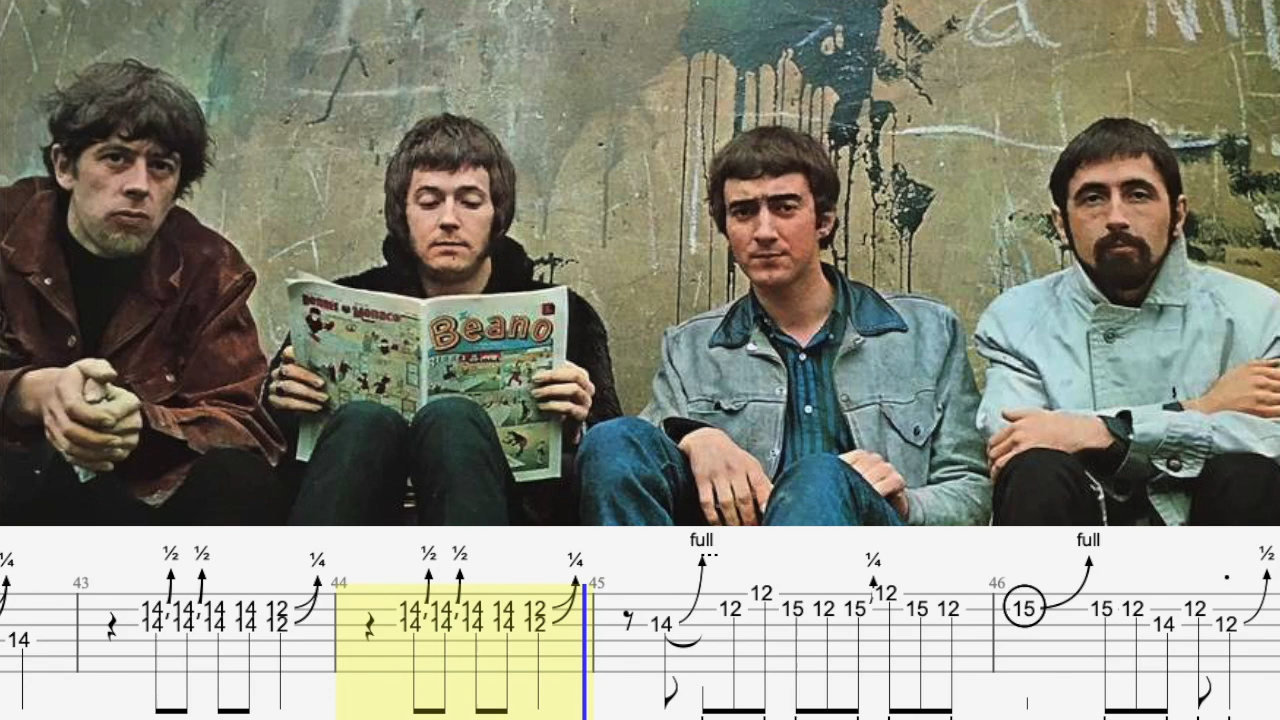 a
Dennis the Menace
Beano
full
full
½ ½
½ ½
½
¼
¼
¼
¼
43
44
45
46
14
14 14 14 14 12
14 14 14 14 12
14 14 14 14 12
14 14 14 14 12
14 12 12 15 12 15 12 15 12
15 15 12 14 12 12